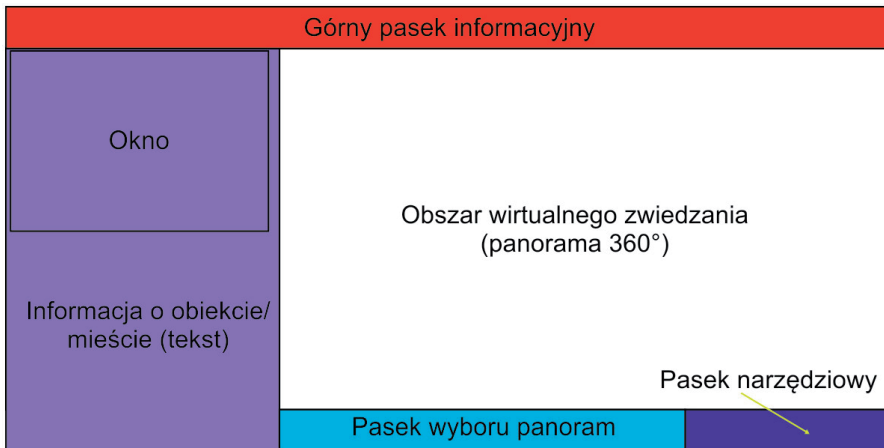 Górny pasek informacyjny
Okno
Obszar wirtualnego zwiedzania
(panorama 360°)
Informacja o obiekcie/
mieście (tekst)
Pasek narzędziowy
Pasek wyboru panoram